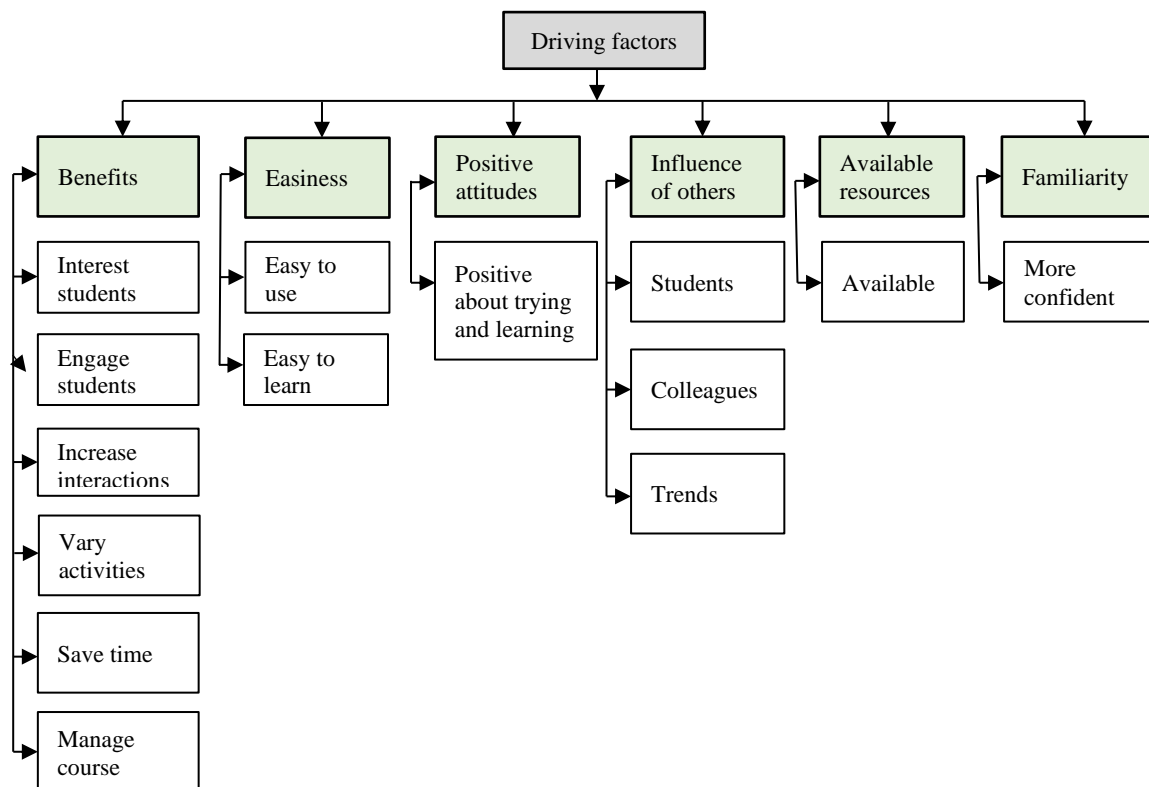 Driving factors
Benefits
Easiness
Positive
attitudes
Influence
of others
Available
resources
Familiarity
Interest
students
Engage
students
Increase
interactions
Vary
activities
Save time
Manage
course
Easy to
use
Easy to
learn
Positive
about trying
and learning
Students
Colleagues
Trends
Available
More
confident